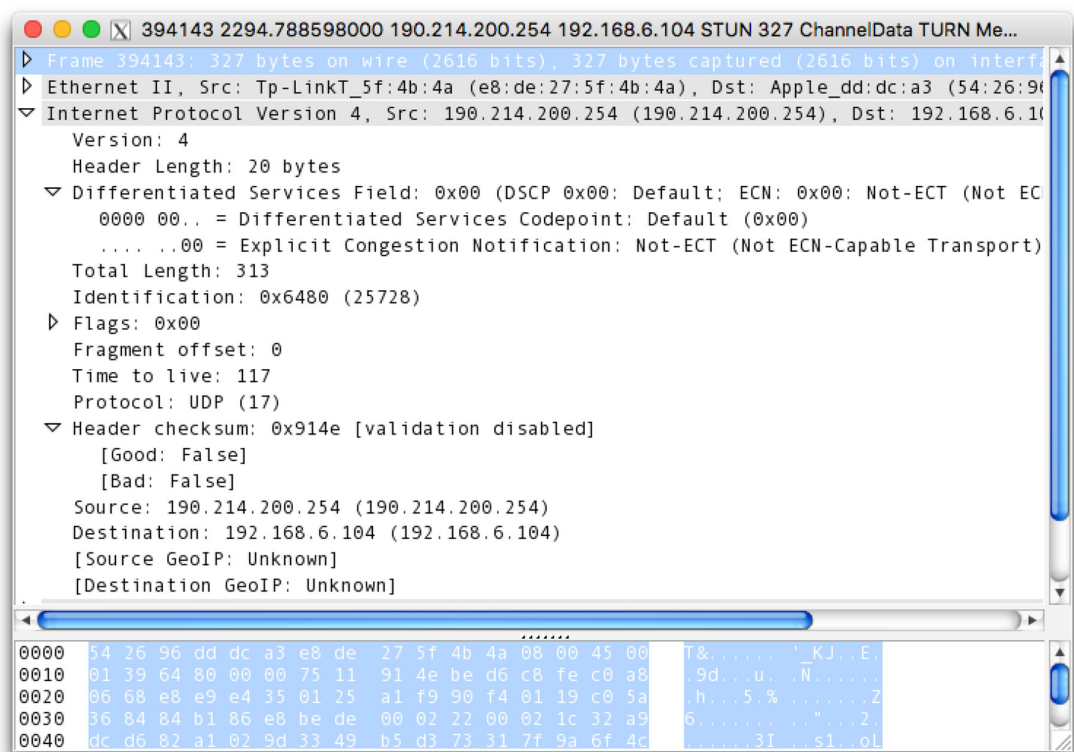 394143 2294.788598000 190.214.200.254 192.168.6.104 STUN 327 ChannelData TURN Me...
Frame 394143: 327 bytes on wire (2616 bits), 327 bytes captured (2616 bits) on interfa
Ethernet II, Src: Tp-LinkT_5f:4b:4a (e8:de:27:5f:4b:4a), Dst: Apple_dd:dc:a3 (54:26:96
Internet Protocol Version 4, Src: 190.214.200.254 (190.214.200.254), Dst: 192.168.6.10
Version: 4
Header Length: 20 bytes
Differentiated Services Field: 0x00 (DSCP 0x00: Default; ECN: 0x00: Not-ECT (Not EC
0000 00.. = Differentiated Services Codepoint: Default (0x00)
.... ..00 = Explicit Congestion Notification: Not-ECT (Not ECN-Capable Transport)
Total Length: 313
Identification: 0x6480 (25728)
Flags: 0x00
Fragment offset: 0
Time to live: 117
Protocol: UDP (17)
Header checksum: 0x914e [validation disabled]
[Good: False]
[Bad: False]
Source: 190.214.200.254 (190.214.200.254)
Destination: 192.168.6.104 (192.168.6.104)
[Source GeoIP: Unknown]
[Destination GeoIP: Unknown]
0000 54 26 96 dd dc a3 e8 de 27 5f 4b 4a 08 00 45 00 T&...... '_KJ..E.
0010 01 39 64 80 00 00 75 11 91 4e be d6 c8 fe c0 a8 .9d...u. .N......
0020 06 68 e8 e9 e4 35 01 25 a1 f9 90 f4 01 19 c0 5a .h...5.% .......Z
0030 36 84 84 b1 86 e8 be de 00 02 22 00 02 1c 32 a9 6....... .."...2.
0040 dc d6 82 a1 02 9d 33 49 b5 d3 73 31 7f 9a 6f 4c ......3I ..s1..oL